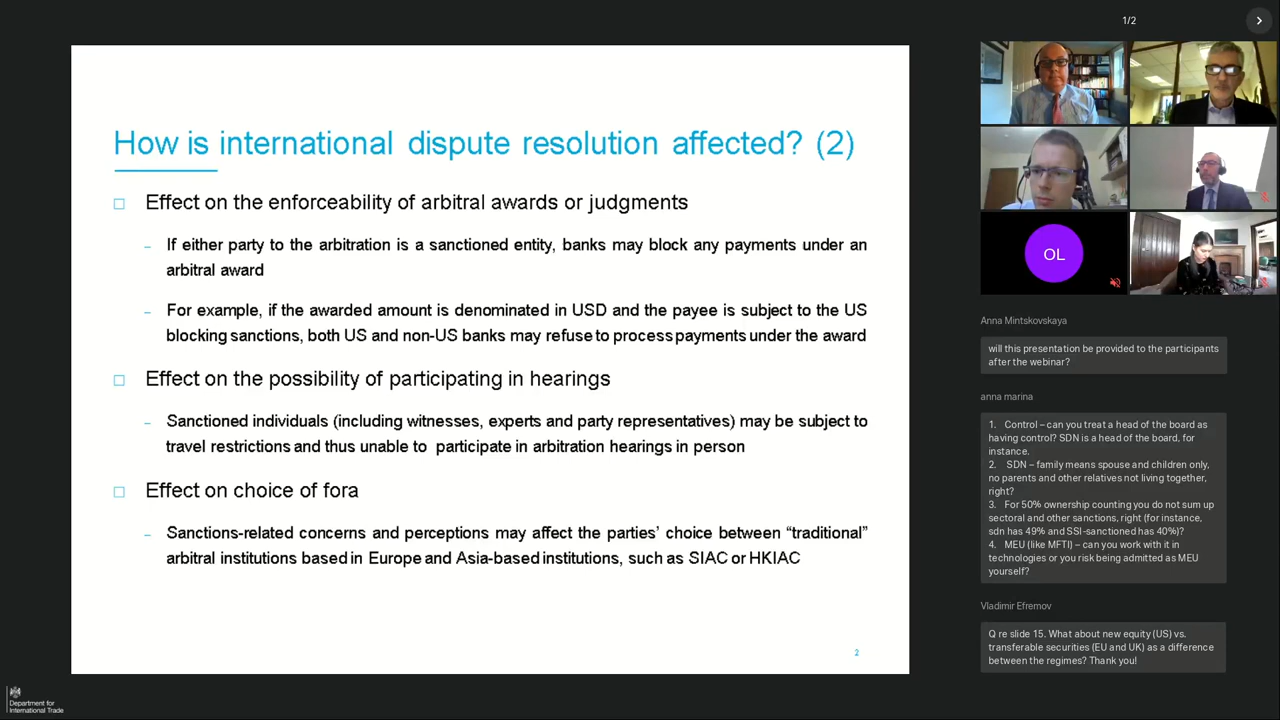 1/2
How is international dispute resolution affected? (2)
Effect on the enforceability of arbitral awards or judgments
– If either party to the arbitration is a sanctioned entity, banks may block any payments under an
arbitral award
– For example, if the awarded amount is denominated in USD and the payee is subject to the US
blocking sanctions, both US and non-US banks may refuse to process payments under the award
Effect on the possibility of participating in hearings
– Sanctioned individuals (including witnesses, experts and party representatives) may be subject to
travel restrictions and thus unable to participate in arbitration hearings in person
Effect on choice of fora
– Sanctions-related concerns and perceptions may affect the parties’ choice between “traditional”
arbitral institutions based in Europe and Asia-based institutions, such as SIAC or HKIAC
2
OL
Anna Mintskovskaya
will this presentation be provided to the participants
after the webinar?
anna marina
1. Control – can you treat a head of the board as
having control? SDN is a head of the board, for
instance.
2. SDN – family means spouse and children only,
no parents and other relatives not living together,
right?
3. For 50% ownership counting you do not sum up
sectoral and other sanctions, right (for instance,
sdn has 49% and SSI-sanctioned has 40%)?
4. MEU (like MFTI) – can you work with it in
technologies or you risk being admitted as MEU
yourself?
Vladimir Efremov
Q re slide 15. What about new equity (US) vs.
transferable securities (EU and UK) as a difference
between the regimes? Thank you!
Department for
International Trade